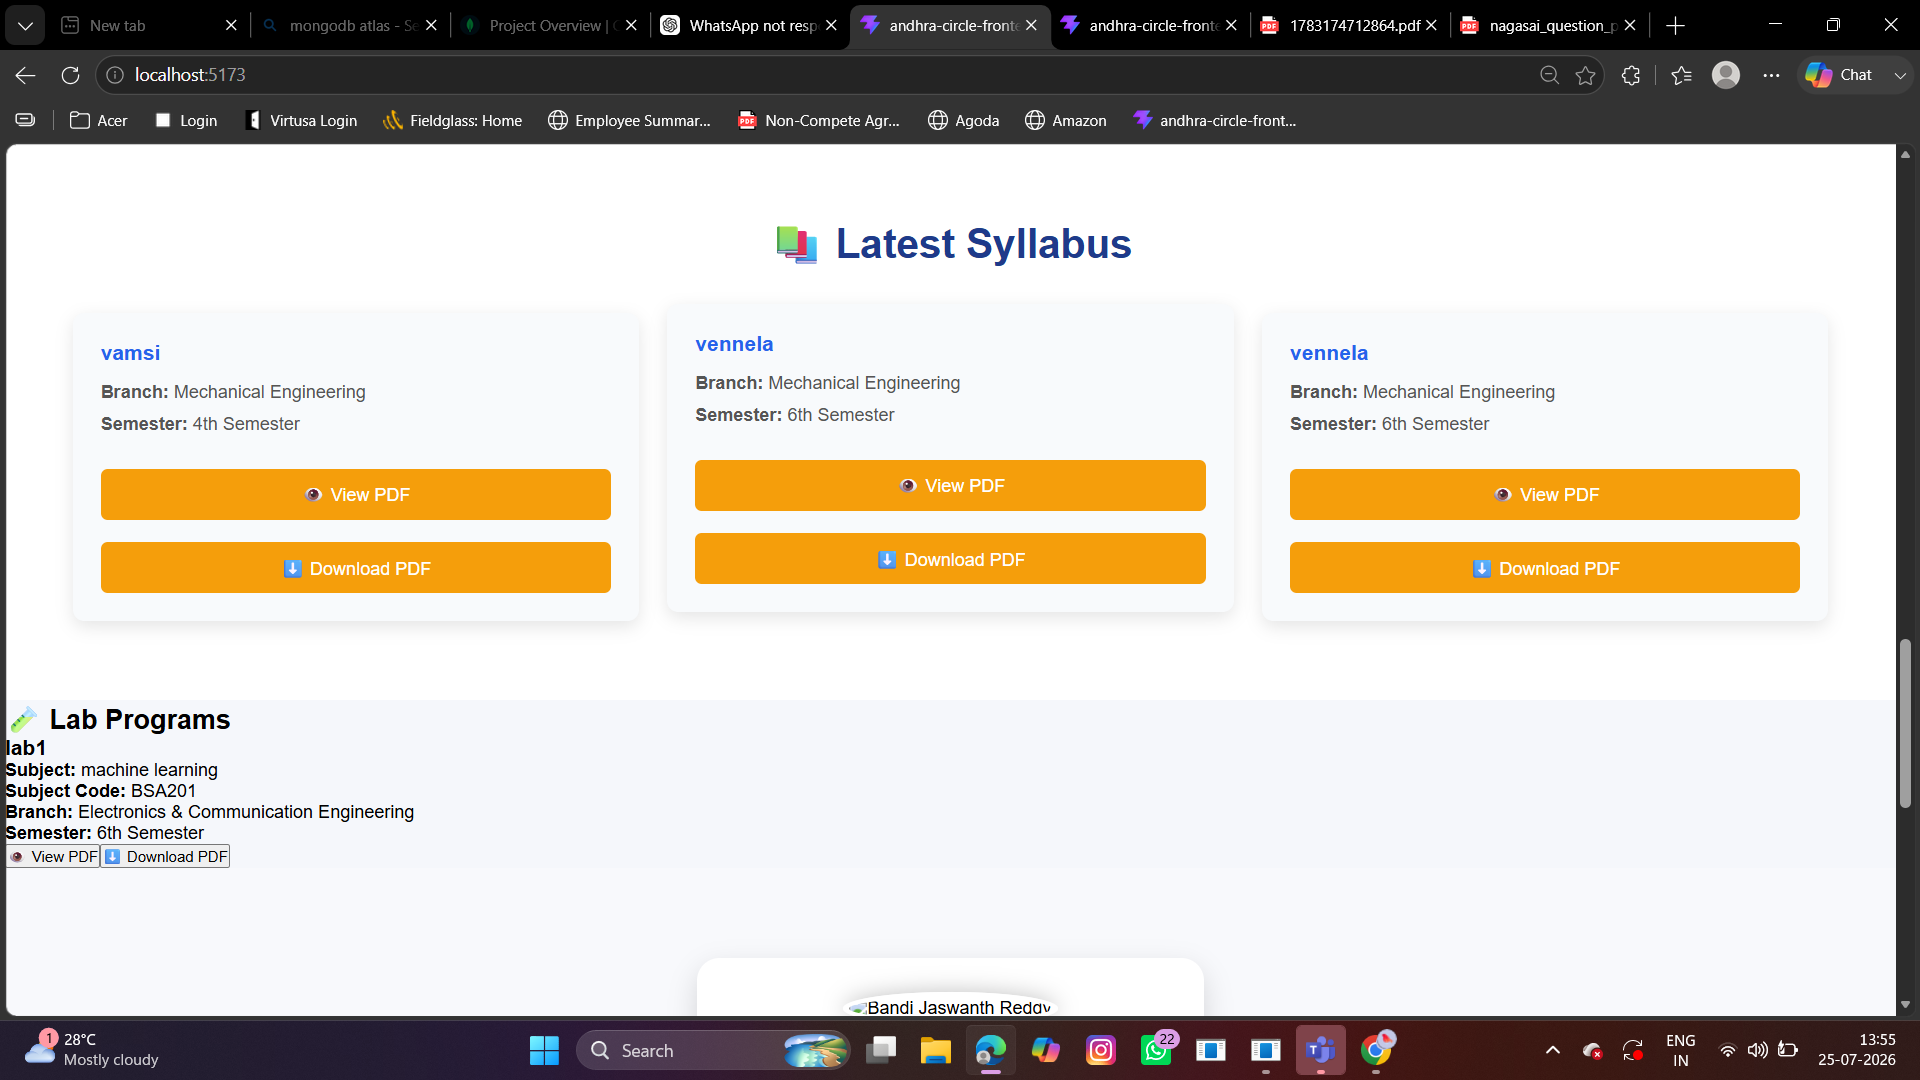 New tab
mongodb atlas - Se
Project Overview |
WhatsApp not resp
andhra-circle-fronte
andhra-circle-fronte
1783174712864.pdf
nagasai_question_p
localhost:5173
Chat
Acer
Login
Virtusa Login
Fieldglass: Home
Employee Summar...
Non-Compete Agr...
Agoda
Amazon
andhra-circle-front...
Latest Syllabus
vamsi
Branch: Mechanical Engineering
Semester: 4th Semester
View PDF
Download PDF
vennela
Branch: Mechanical Engineering
Semester: 6th Semester
View PDF
Download PDF
vennela
Branch: Mechanical Engineering
Semester: 6th Semester
View PDF
Download PDF
Lab Programs
lab1
Subject: machine learning
Subject Code: BSA201
Branch: Electronics & Communication Engineering
Semester: 6th Semester
View PDF
Download PDF
Bandi Jaswanth Reddy
1
28°C
Mostly cloudy
Search
22
ENG
IN
13:55
25-07-2026